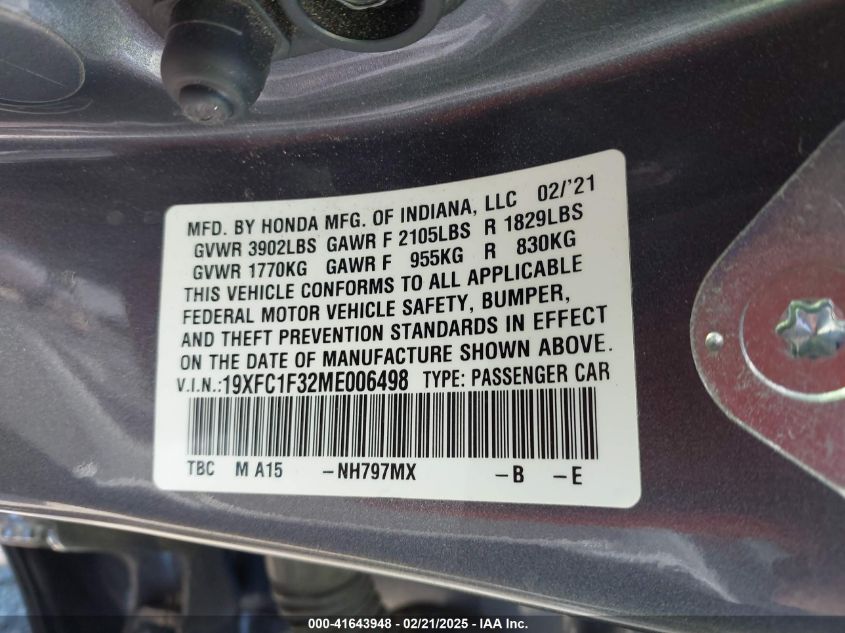 MFD. BY HONDA MFG. OF INDIANA, LLC 02/'21
GVWR 3902LBS GAWR F 2105LBS R 1829LBS
GVWR 1770KG GAWR F 955KG R 830KG
THIS VEHICLE CONFORMS TO ALL APPLICABLE
FEDERAL MOTOR VEHICLE SAFETY, BUMPER,
AND THEFT PREVENTION STANDARDS IN EFFECT
ON THE DATE OF MANUFACTURE SHOWN ABOVE.
V.I.N.:19XFC1F32ME006498 TYPE: PASSENGER CAR
TBC M A15 -NH797MX -B -E
000-41643948 - 02/21/2025 - IAA Inc.